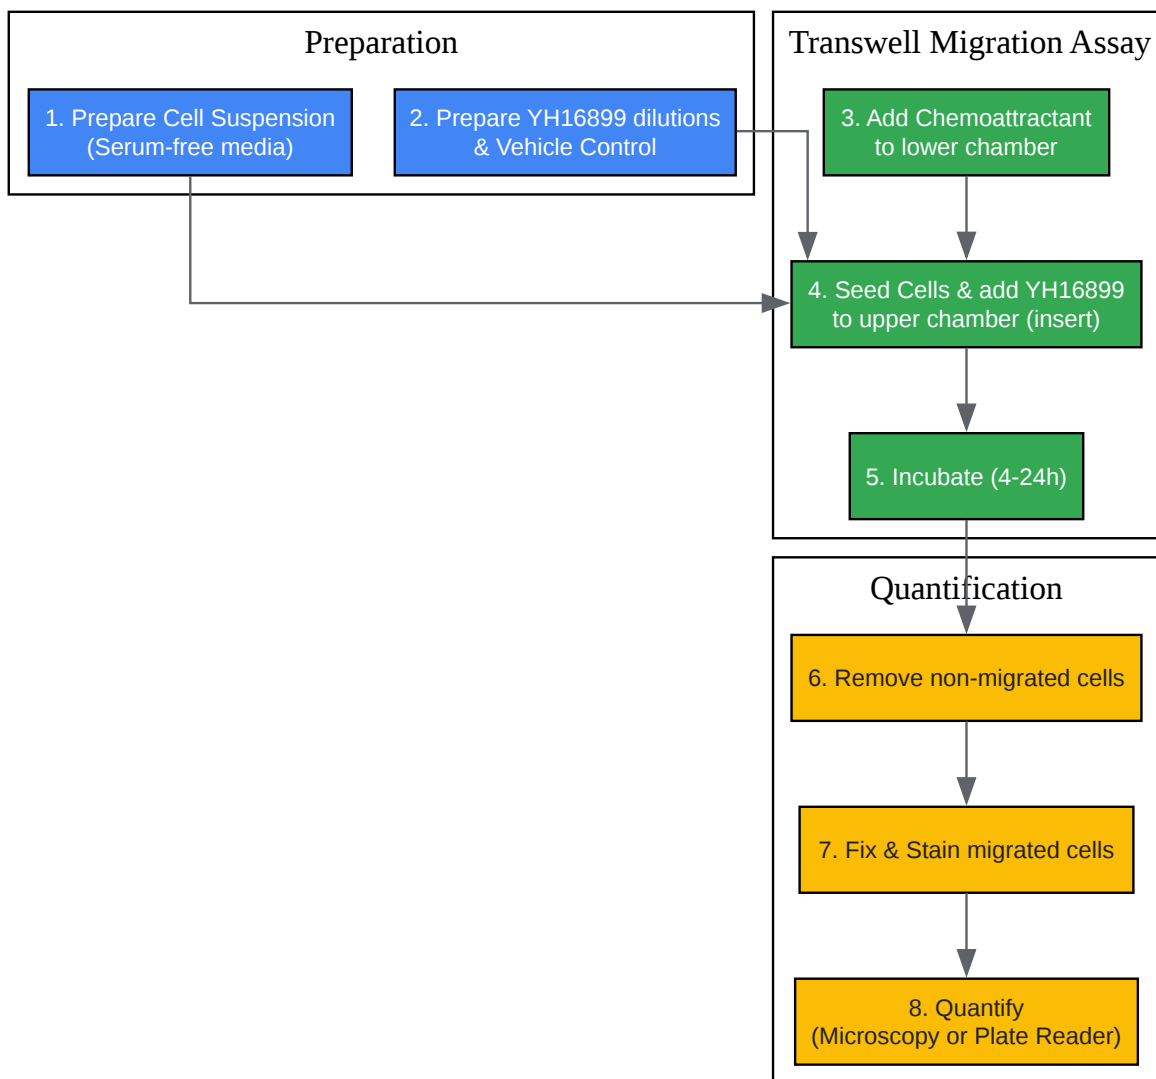 Preparation
1. Prepare Cell Suspension
(Serum-free media)
2. Prepare YH16899 dilutions
& Vehicle Control
Transwell Migration Assay
3. Add Chemoattractant
to lower chamber
4. Seed Cells & add YH16899
to upper chamber (insert)
5. Incubate (4-24h)
Quantification
6. Remove non-migrated cells
7. Fix & Stain migrated cells
8. Quantify
(Microscopy or Plate Reader)